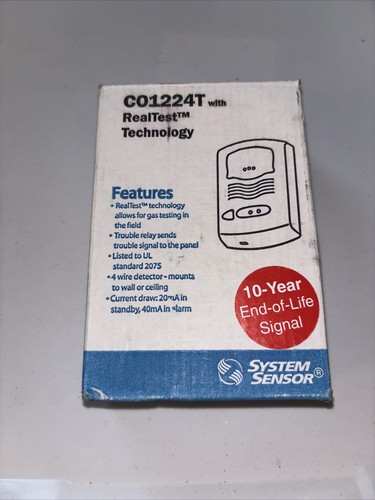 CO1224T with
RealTest™
Technology
Features
• RealTest™ technology
allows for gas testing in
the field
• Trouble relay sends
trouble signal to the panel
• Listed to UL
standard 2075
• 4 wire detector - mounts
to wall or ceiling
• Current draw: 20mA in
standby, 40mA in alarm
10-Year
End-of-Life
Signal
SYSTEM
SENSOR®